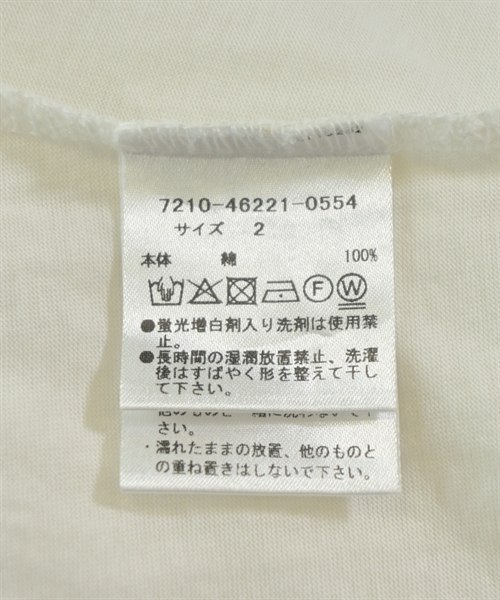 7210-46221-0554
サイズ 2
本体 綿 100%
F W
●蛍光増白剤入り洗剤は使用禁
止。
●長時間の湿潤放置禁止、洗濯
後はすばやく形を整えて干し
て下さい。
さい。
・濡れたままの放置、他のものと
の重ね置きはしないで下さい。